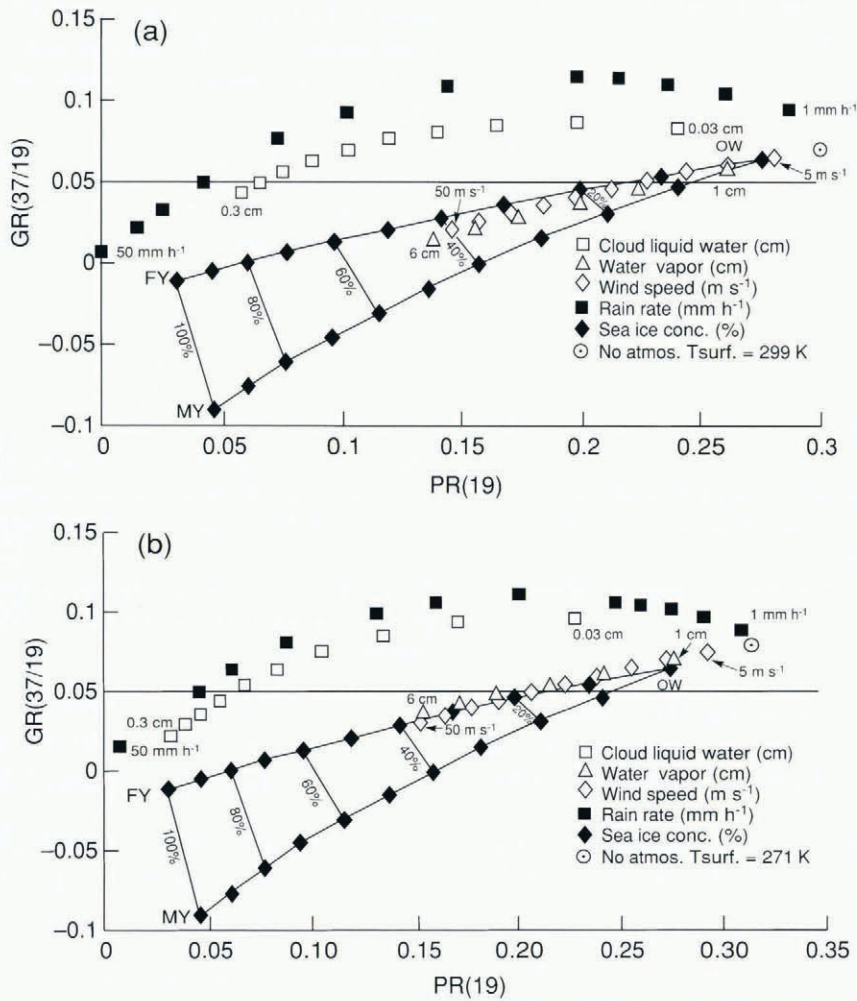 (a)
0.15
0.1
0.05
0
−0.05
−0.1
GR(37/19)
1 mm h⁻¹
0.03 cm
OW
5 m s⁻¹
50 m s⁻¹
20%
1 cm
0.3 cm
50 mm h⁻¹
6 cm
40%
60%
80%
100%
FY
MY
Cloud liquid water (cm)
Water vapor (cm)
Wind speed (m s⁻¹)
Rain rate (mm h⁻¹)
Sea ice conc. (%)
No atmos. Tsurf. = 299 K
0 0.05 0.1 0.15 0.2 0.25 0.3
PR(19)
(b)
0.15
0.1
0.05
0
−0.05
−0.1
GR(37/19)
1 mm h⁻¹
0.03 cm
1 cm
5 m s⁻¹
OW
6 cm
20%
50 m s⁻¹
0.3 cm
50 mm h⁻¹
40%
60%
80%
100%
FY
MY
Cloud liquid water (cm)
Water vapor (cm)
Wind speed (m s⁻¹)
Rain rate (mm h⁻¹)
Sea ice conc. (%)
No atmos. Tsurf. = 271 K
0 0.05 0.10 0.15 0.20 0.25 0.30 0.35
PR(19)